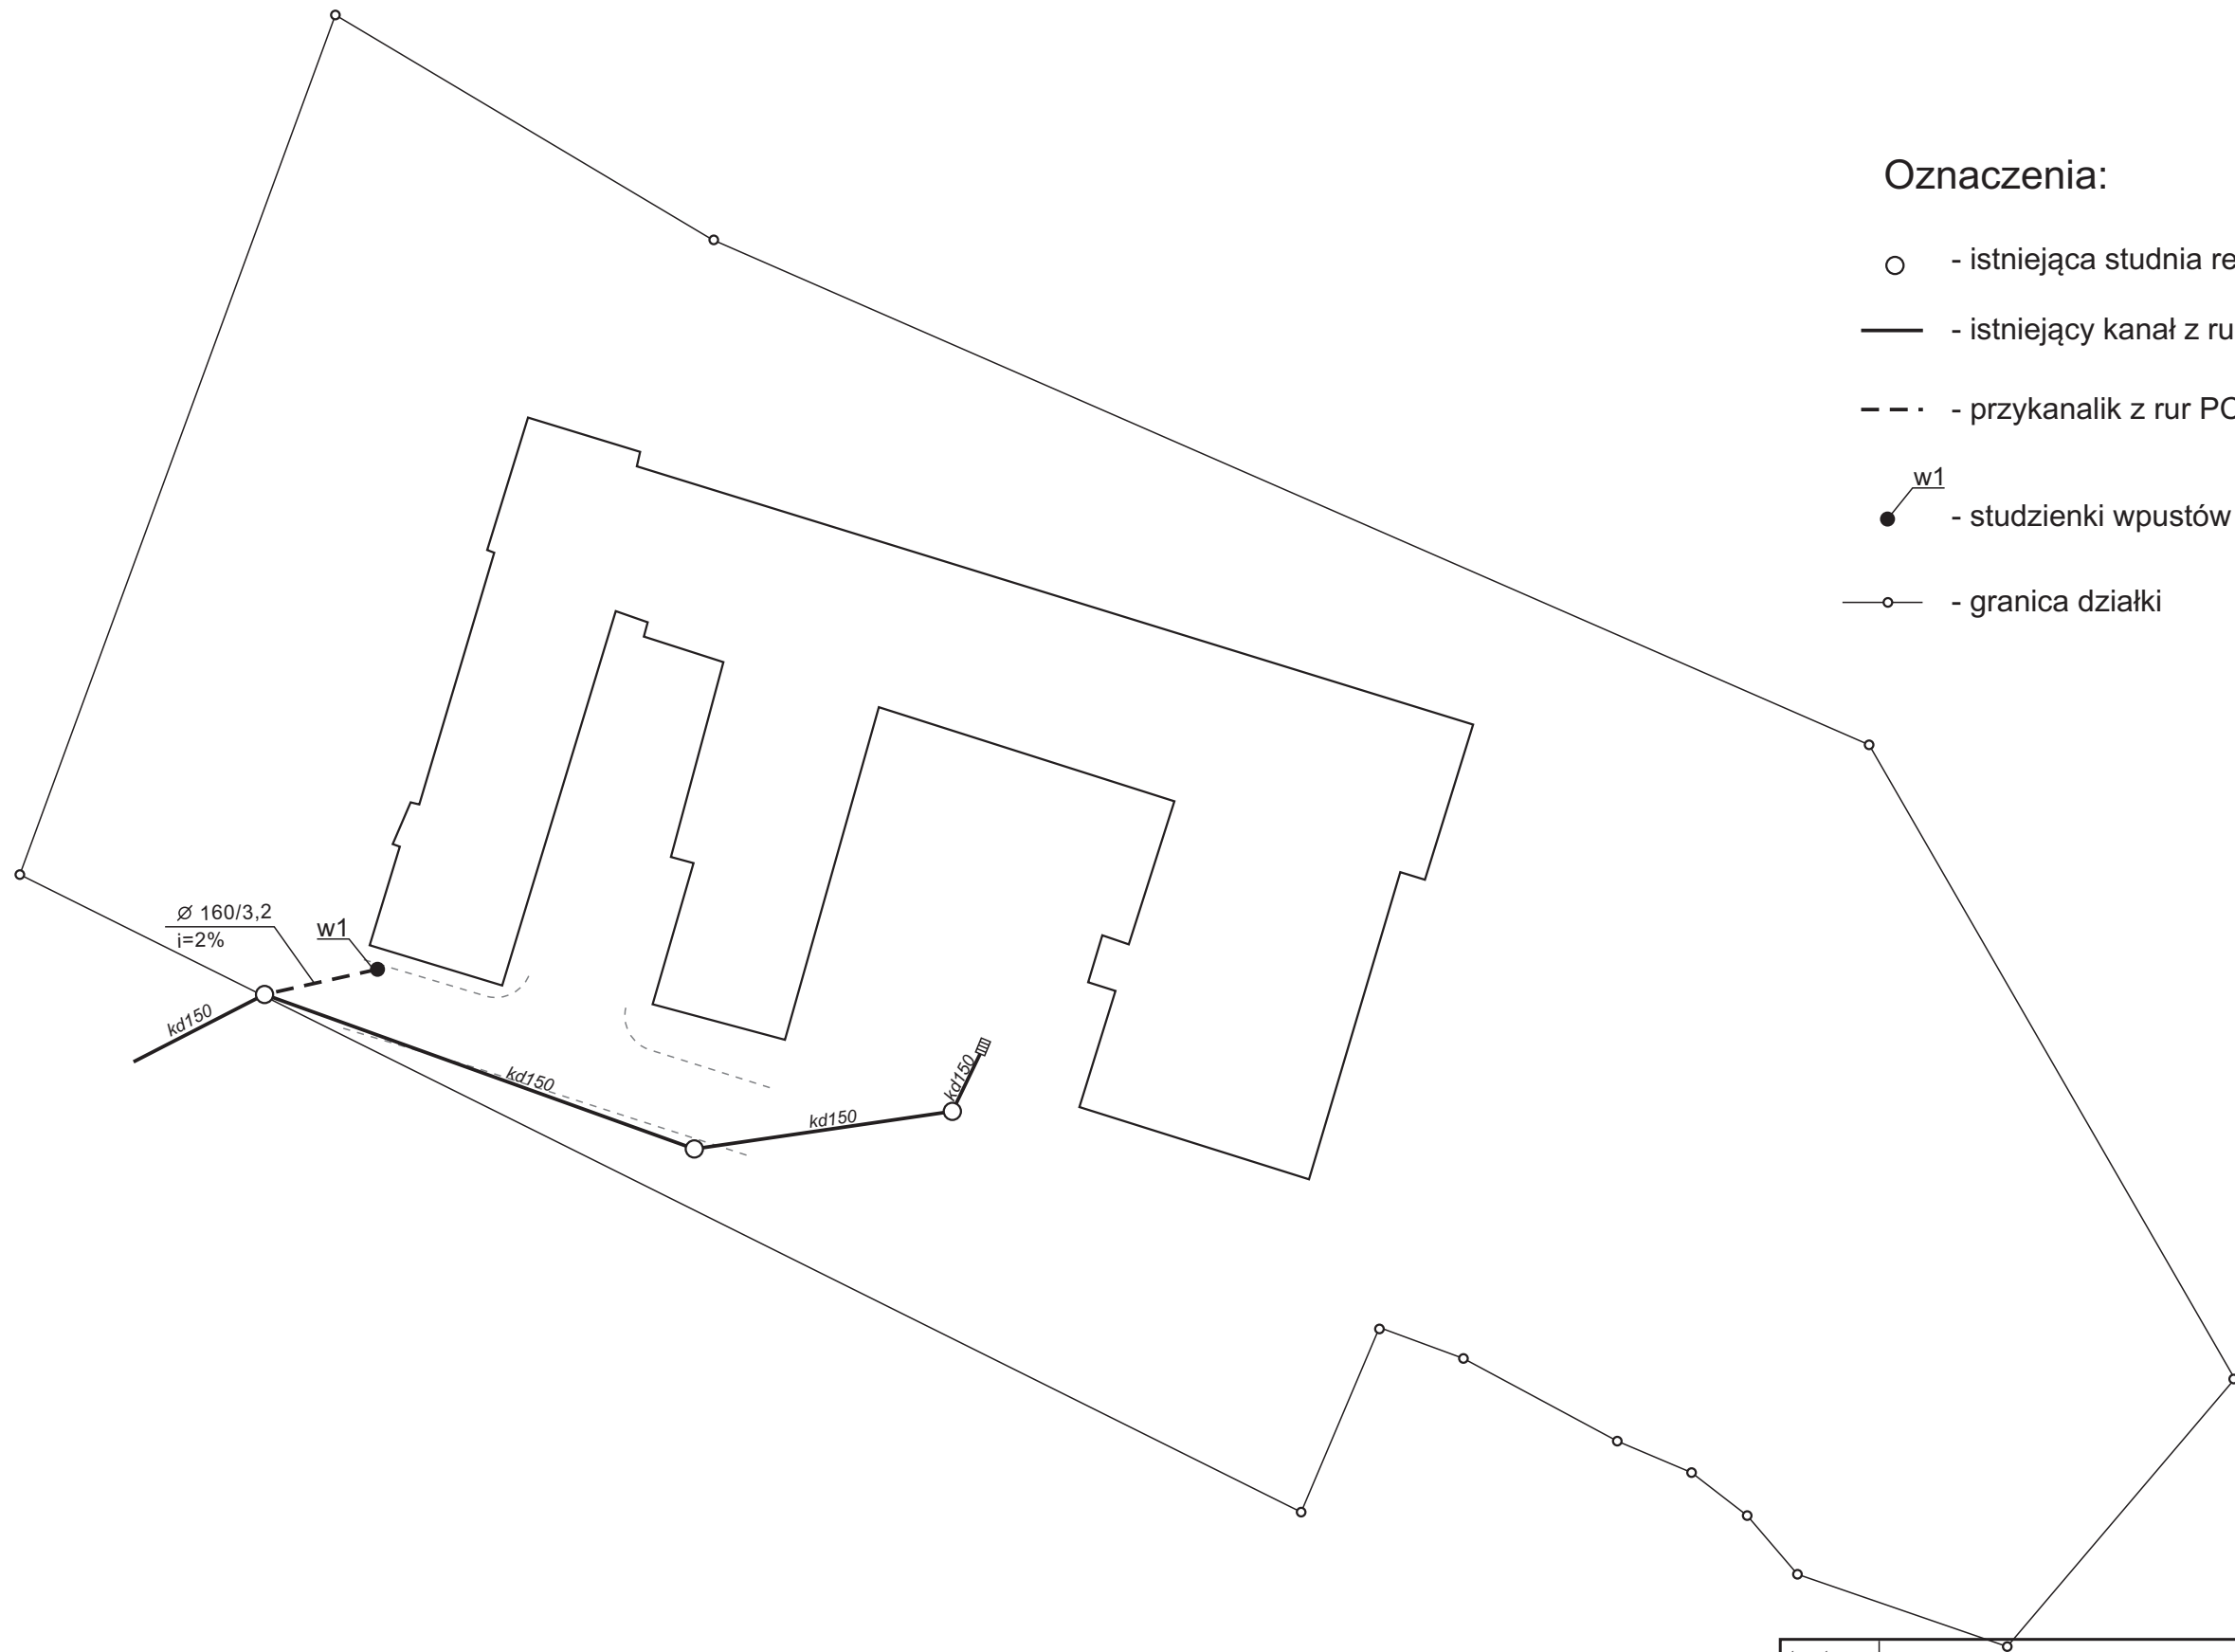 Oznaczenia:
- istniejąca studnia re
- istniejący kanał z ru
- przykanalik z rur PC
w1
- studzienki wpustów
- granica działki
⌀ 160/3,2
i=2%
w1
kd150
kd150
kd150
kd150